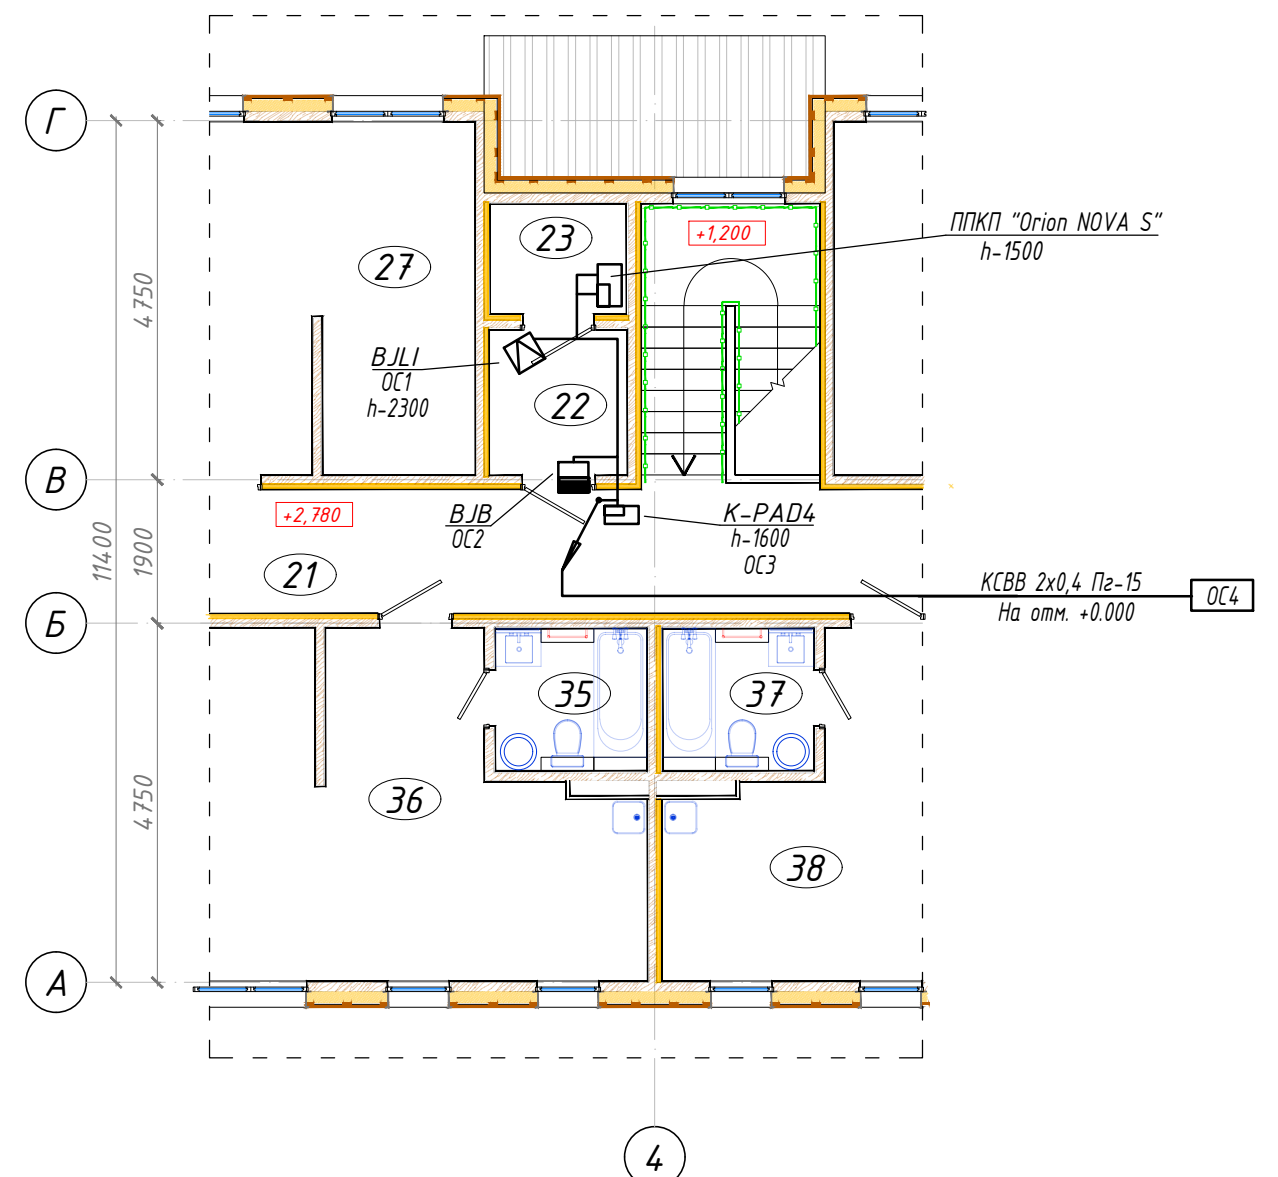 Г
ППКП "Orion NOVA S"
h-1500
+1,200
23
27
4750
BJLI
ОС1
h-2300
22
В
+2,780
BJB
ОС2
K-PAD4
h-1600
ОС3
11400
1900
21
КСВВ 2х0,4 Пг-15
На отм. +0.000
ОС4
Б
35
37
36
4750
38
А
4